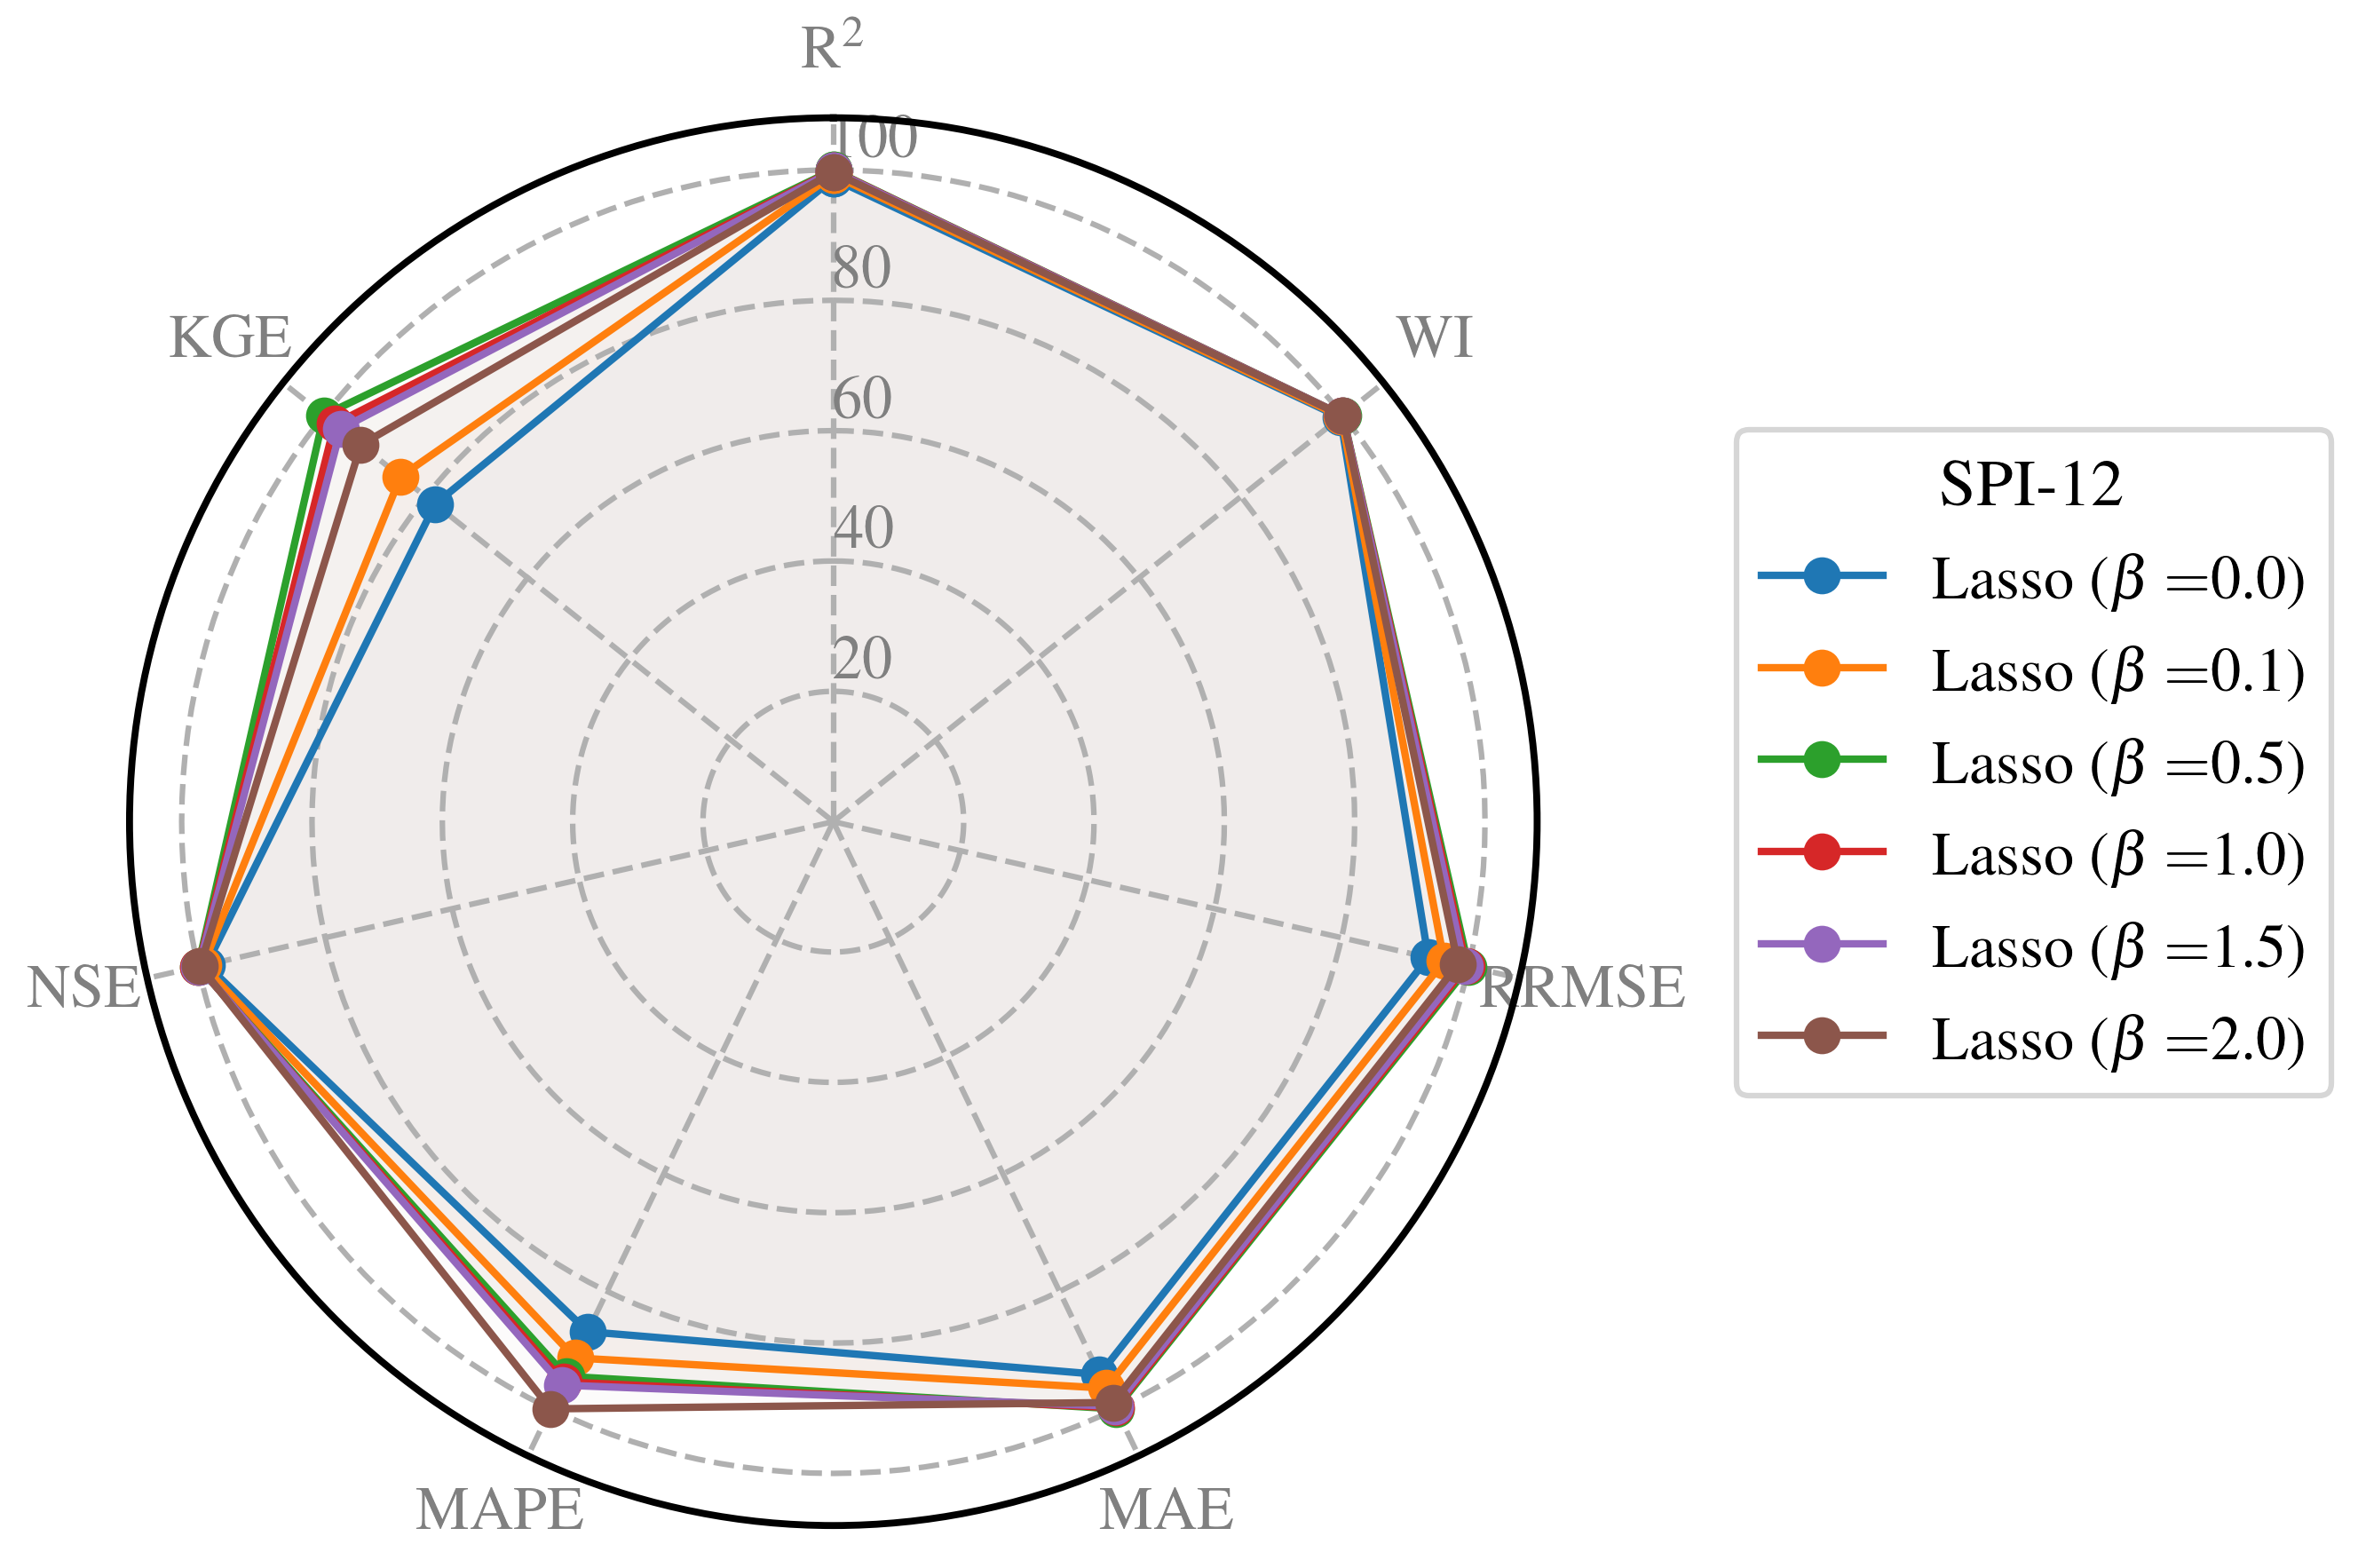 R²
100
80
60
40
20
KGE
WI
NSE
RRMSE
MAPE
MAE
SPI-12
Lasso (β =0.0)
Lasso (β =0.1)
Lasso (β =0.5)
Lasso (β =1.0)
Lasso (β =1.5)
Lasso (β =2.0)